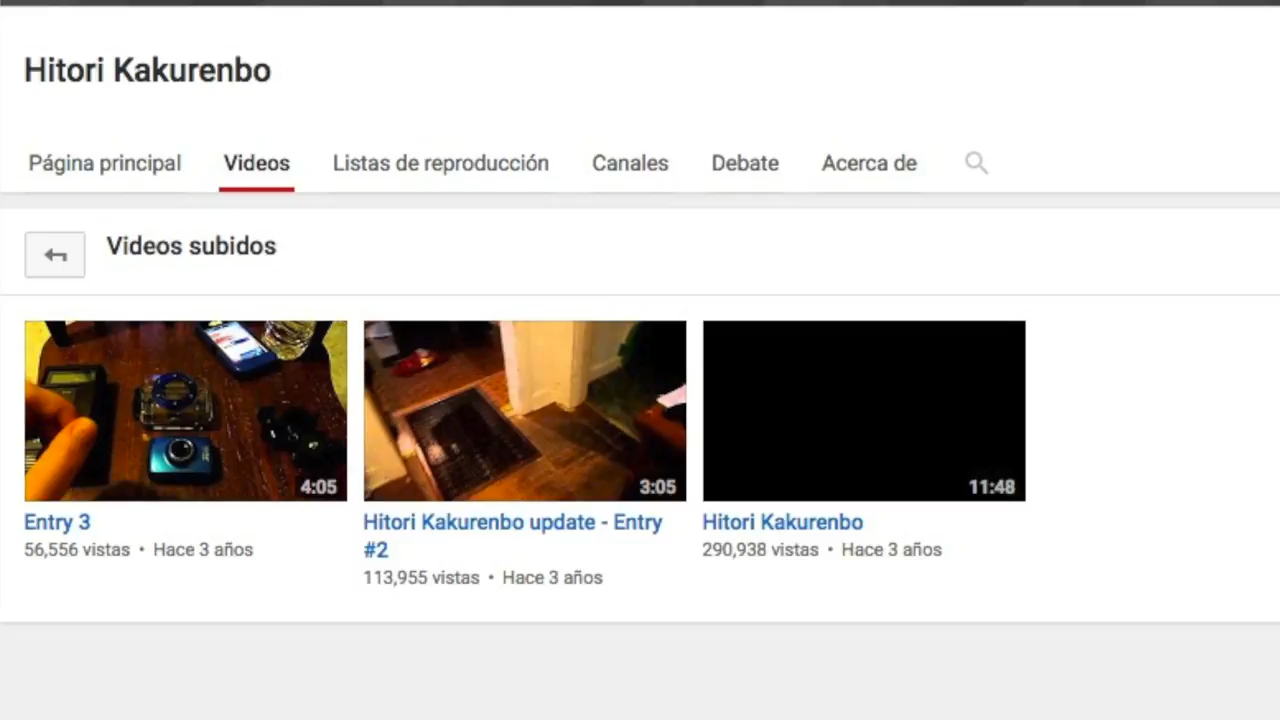 Hitori Kakurenbo
Página principal Videos Listas de reproducción Canales Debate Acerca de
Videos subidos
4:05 3:05 11:48
Entry 3 Hitori Kakurenbo update - Entry Hitori Kakurenbo
56,556 vistas • Hace 3 años #2 290,938 vistas • Hace 3 años
113,955 vistas • Hace 3 años